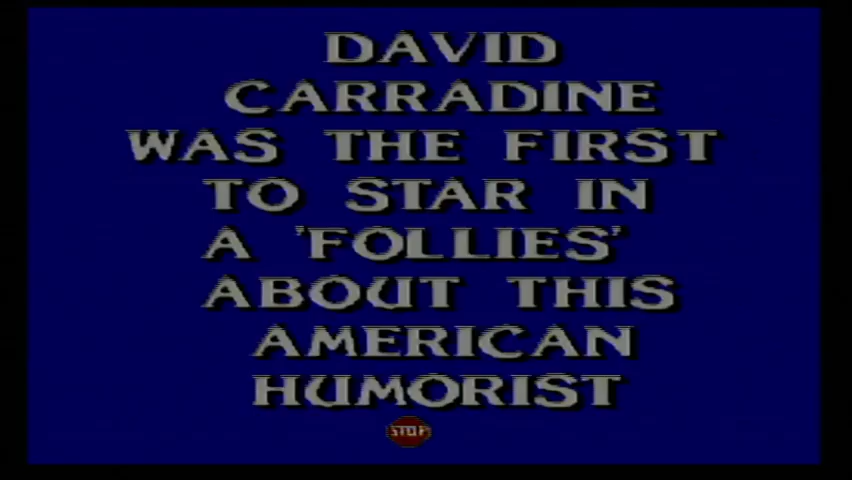 DAVID
CARRADINE
WAS THE FIRST
TO STAR IN
A 'FOLLIES'
ABOUT THIS
AMERICAN
HUMORIST
STOP